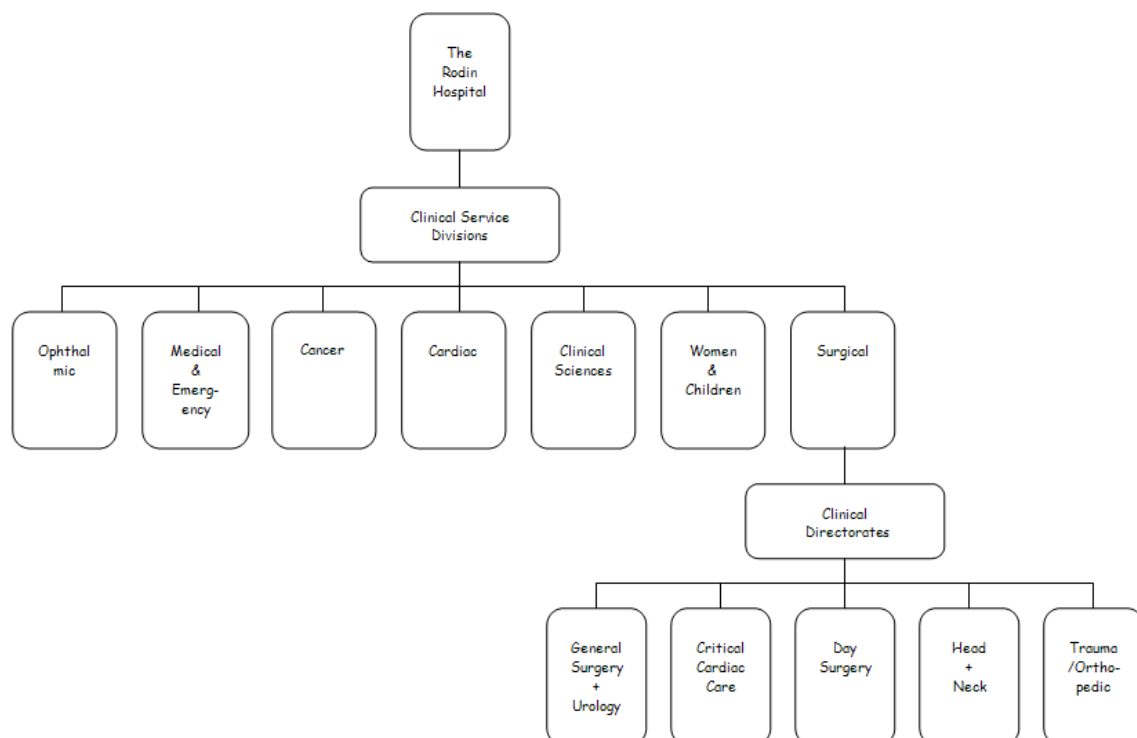 The
Rodin
Hospital
Clinical Service
Divisions
Ophthal
mic
Medical
&
Emerg-
ency
Cancer
Cardiac
Clinical
Sciences
Women
&
Children
Surgical
Clinical
Directorates
General
Surgery
+
Urology
Critical
Cardiac
Care
Day
Surgery
Head
+
Neck
Trauma
/Ortho-
pedic